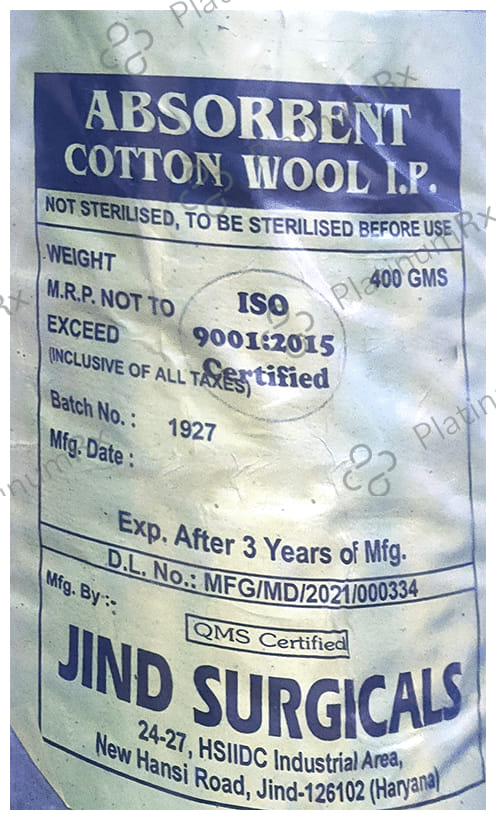 ABSORBENT
COTTON WOOL I.P.
NOT STERILISED, TO BE STERILISED BEFORE USE
WEIGHT 400 GMS
M.R.P. NOT TO
EXCEED
(INCLUSIVE OF ALL TAXES)
ISO
9001:2015
Certified
Batch No. : 1927
Mfg. Date :
Exp. After 3 Years of Mfg.
D.L. No.: MFG/MD/2021/000334
Mfg. By :-
QMS Certified
JIND SURGICALS
24-27, HSIIDC Industrial Area,
New Hansi Road, Jind-126102 (Haryana)
PlatinumRx